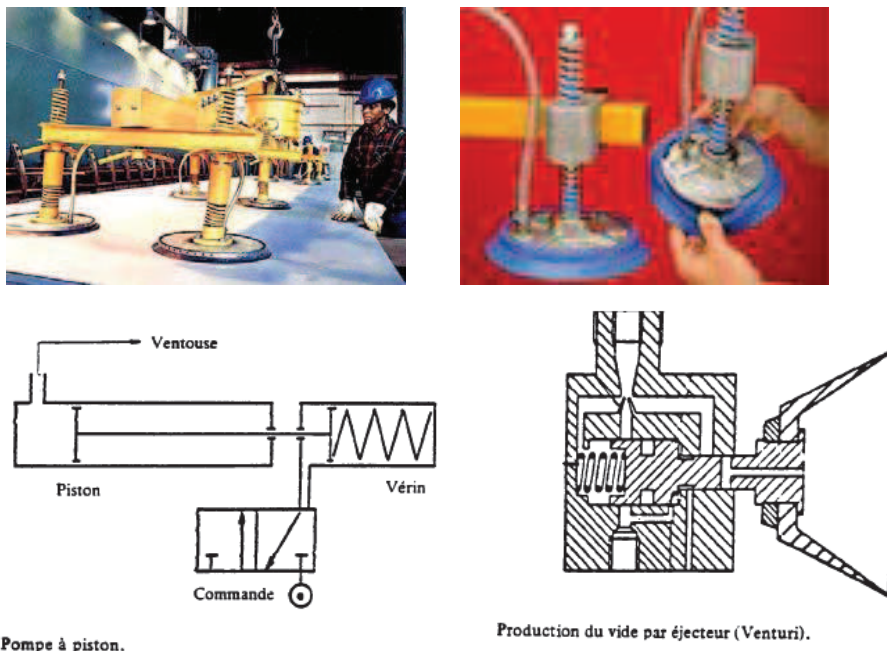 Ventouse
Piston
Vérin
Commande
Pompe à piston.
Production du vide par éjecteur (Venturi).